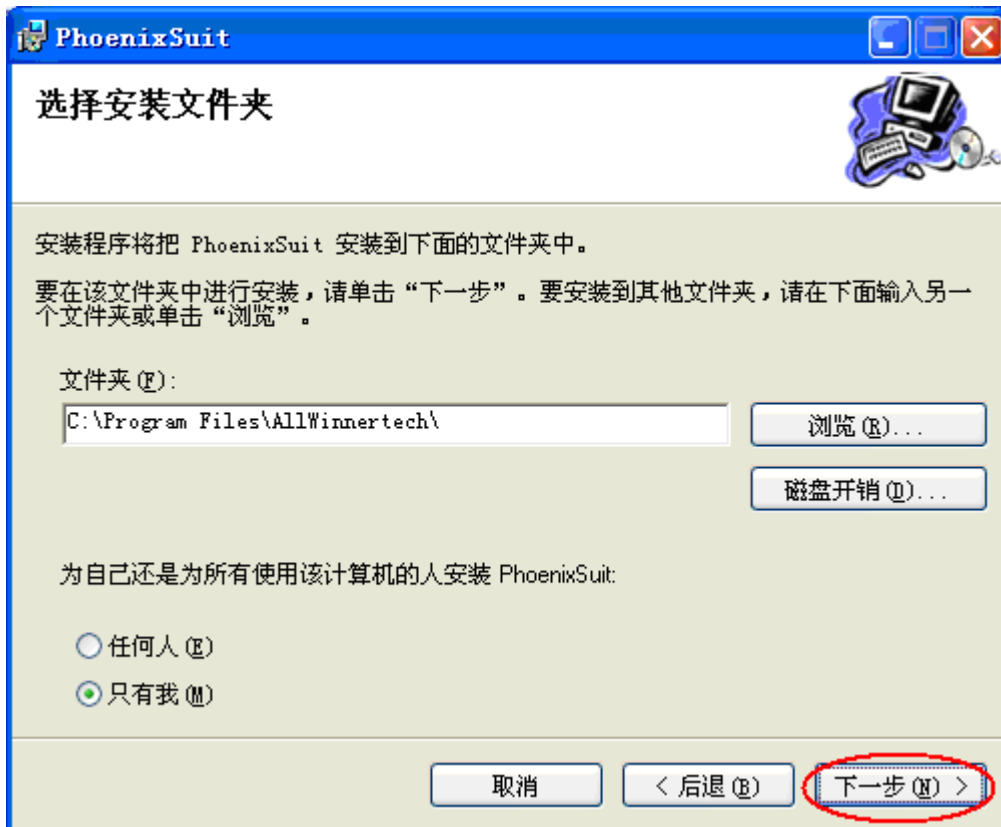 PhoenixSuit
选择安装文件夹
安装程序将把 PhoenixSuit 安装到下面的文件夹中。
要在该文件夹中进行安装，请单击“下一步”。要安装到其他文件夹，请在下面输入另一
个文件夹或单击“浏览”。
文件夹(F):
C:\Program Files\AllWinnertech\
浏览(R)...
磁盘开销(D)...
为自己还是为所有使用该计算机的人安装 PhoenixSuit:
任何人(E)
只有我(M)
取消 < 后退(B) 下一步(N) >